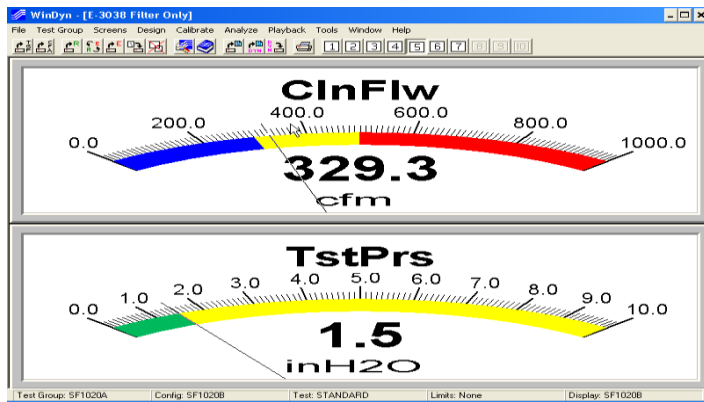 WinDyn - [E-3038 Filter Only]
File Test Group Screens Design Calibrate Analyze Playback Tools Window Help
1 2 3 4 5 6 7 8 9 10
ClnFlw
0.0 200.0 400.0 600.0 800.0 1000.0
329.3
cfm
TstPrs
0.0 1.0 2.0 3.0 4.0 5.0 6.0 7.0 8.0 9.0 10.0
1.5
inH2O
Test Group: SF1020A Config: SF1020B Test: STANDARD Limits: None Display: SF1020B